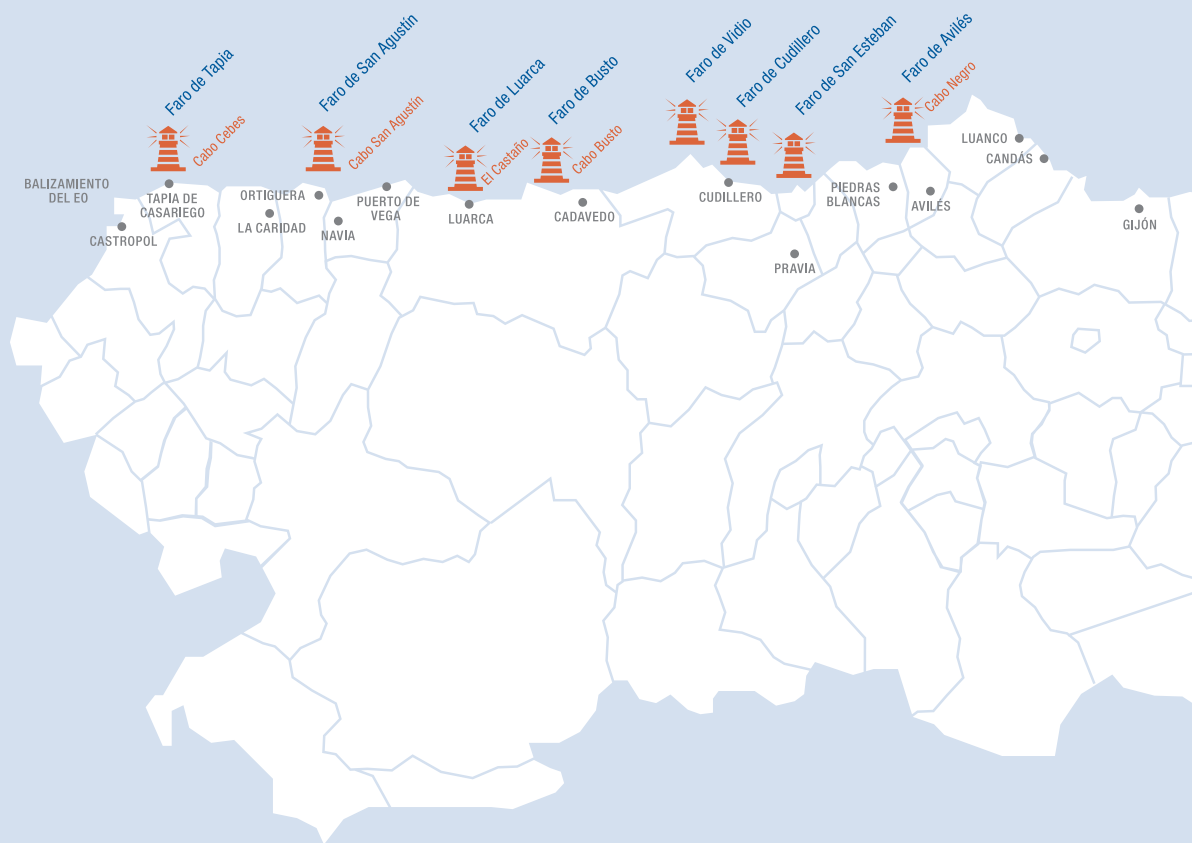 Faro de Tapia
Cabo Cebes
Faro de San Agustín
Cabo San Agustín
Faro de Luarca
El Castaño
Faro de Busto
Cabo Busto
Faro de Vidio
Faro de Cudillero
Faro de San Esteban
Faro de Avilés
Cabo Negro
BALIZAMIENTO
DEL EO
TAPIA DE
CASARIEGO
CASTROPOL
ORTIGUERA
LA CARIDAD
NAVIA
PUERTO DE
VEGA
LUARCA
CADAVEDO
CUDILLERO
PRAVIA
PIEDRAS
BLANCAS
AVILÉS
LUANCO
CANDÁS
GIJÓN